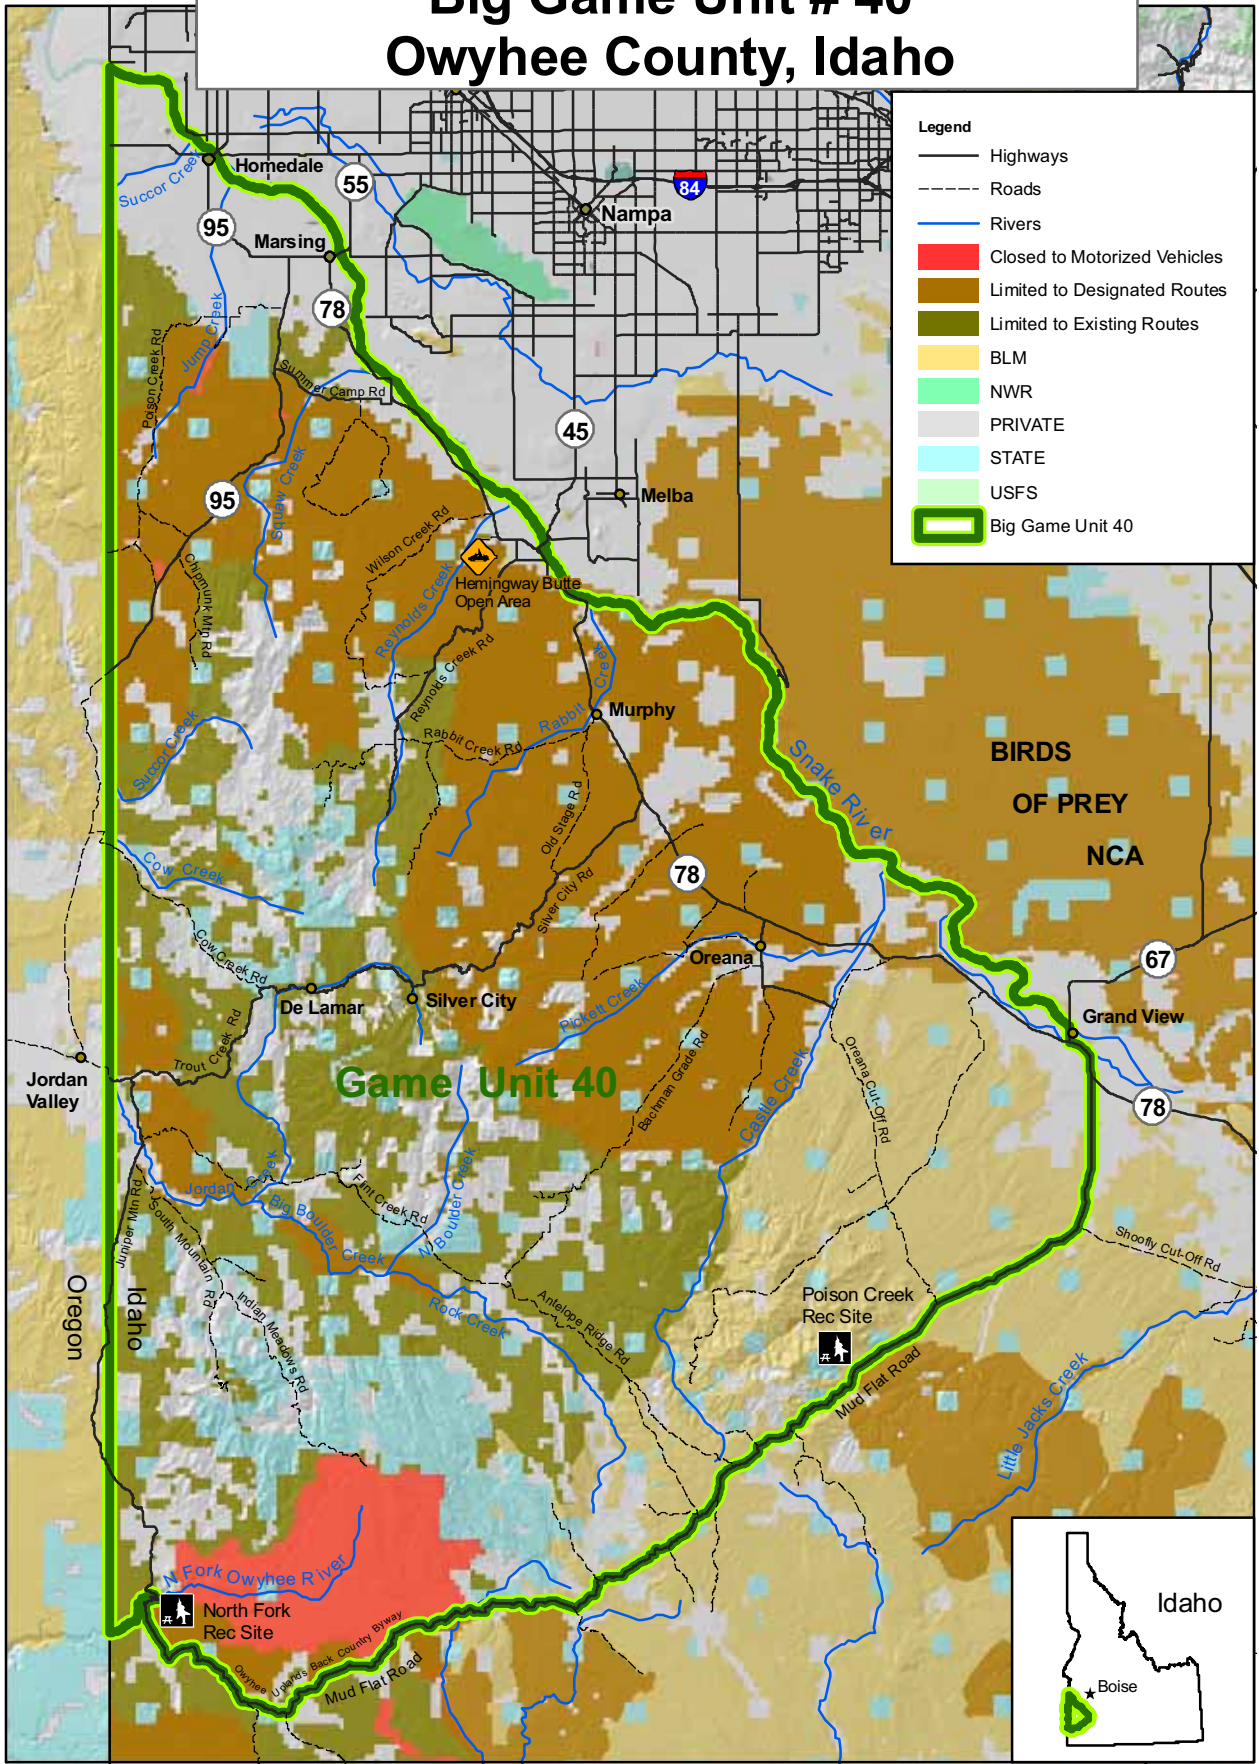 Big Game Unit # 40
Owyhee County, Idaho
Legend
Highways
Roads
Rivers
Closed to Motorized Vehicles
Limited to Designated Routes
Limited to Existing Routes
BLM
NWR
PRIVATE
STATE
USFS
Big Game Unit 40
Homedale
Succor Creek
55
84
Nampa
95
Marsing
78
Jump Creek
Poison Creek Rd
Summer Camp Rd
45
Melba
95
Squaw Creek
Wilson Creek Rd
Chipmunk Mtn Rd
Hemingway Butte
Open Area
Reynolds Creek
Reynolds Creek Rd
Rabbit Creek
Murphy
Rabbit Creek Rd
Succor Creek
Snake River
BIRDS
OF PREY
NCA
Old Stage Rd
Cow Creek
78
Silver City Rd
Cow Creek Rd
Oreana
67
De Lamar
Silver City
Pickett Creek
Grand View
Trout Creek Rd
Bachman Grade Rd
Oreana Cut-Off Rd
Castle Creek
Jordan
Valley
Game Unit 40
78
Jordan Creek
Big Boulder Creek
Flint Creek Rd
N Boulder Creek
Juniper Mtn Rd
South Mountain Rd
Shoofly Cut-Off Rd
Oregon
Idaho
Indian Meadows Rd
Rock Creek
Antelope Ridge Rd
Poison Creek
Rec Site
Mud Flat Road
Little Jacks Creek
N Fork Owyhee River
North Fork
Rec Site
Owyhee Uplands Back Country Byway
Mud Flat Road
Idaho
Boise